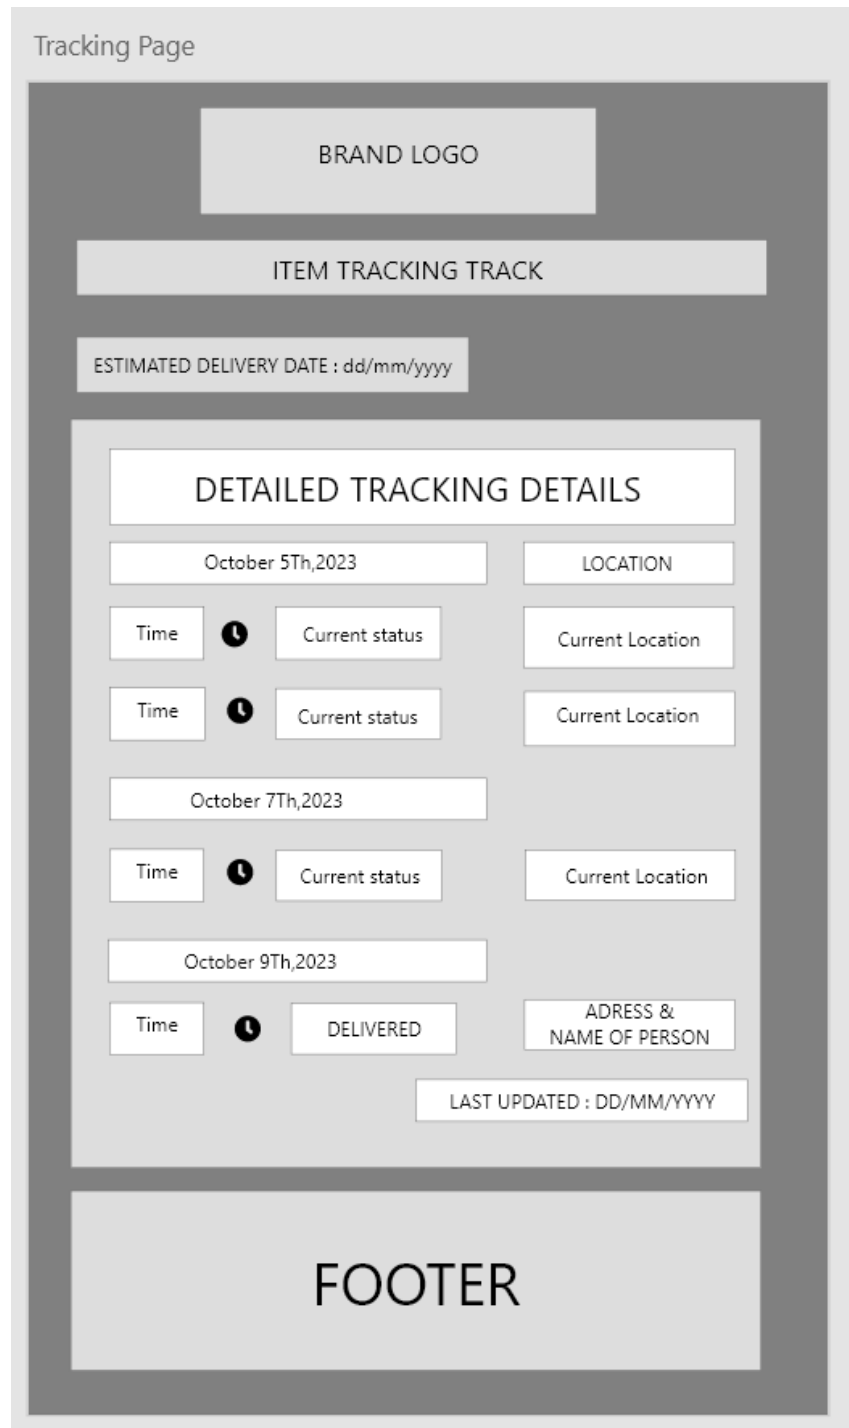 Tracking Page
BRAND LOGO
ITEM TRACKING TRACK
ESTIMATED DELIVERY DATE : dd/mm/yyyy
DETAILED TRACKING DETAILS
October 5Th,2023
LOCATION
Time
Current status
Current Location
Time
Current status
Current Location
October 7Th,2023
Time
Current status
Current Location
October 9Th,2023
Time
DELIVERED
ADRESS &
NAME OF PERSON
LAST UPDATED : DD/MM/YYYY
FOOTER